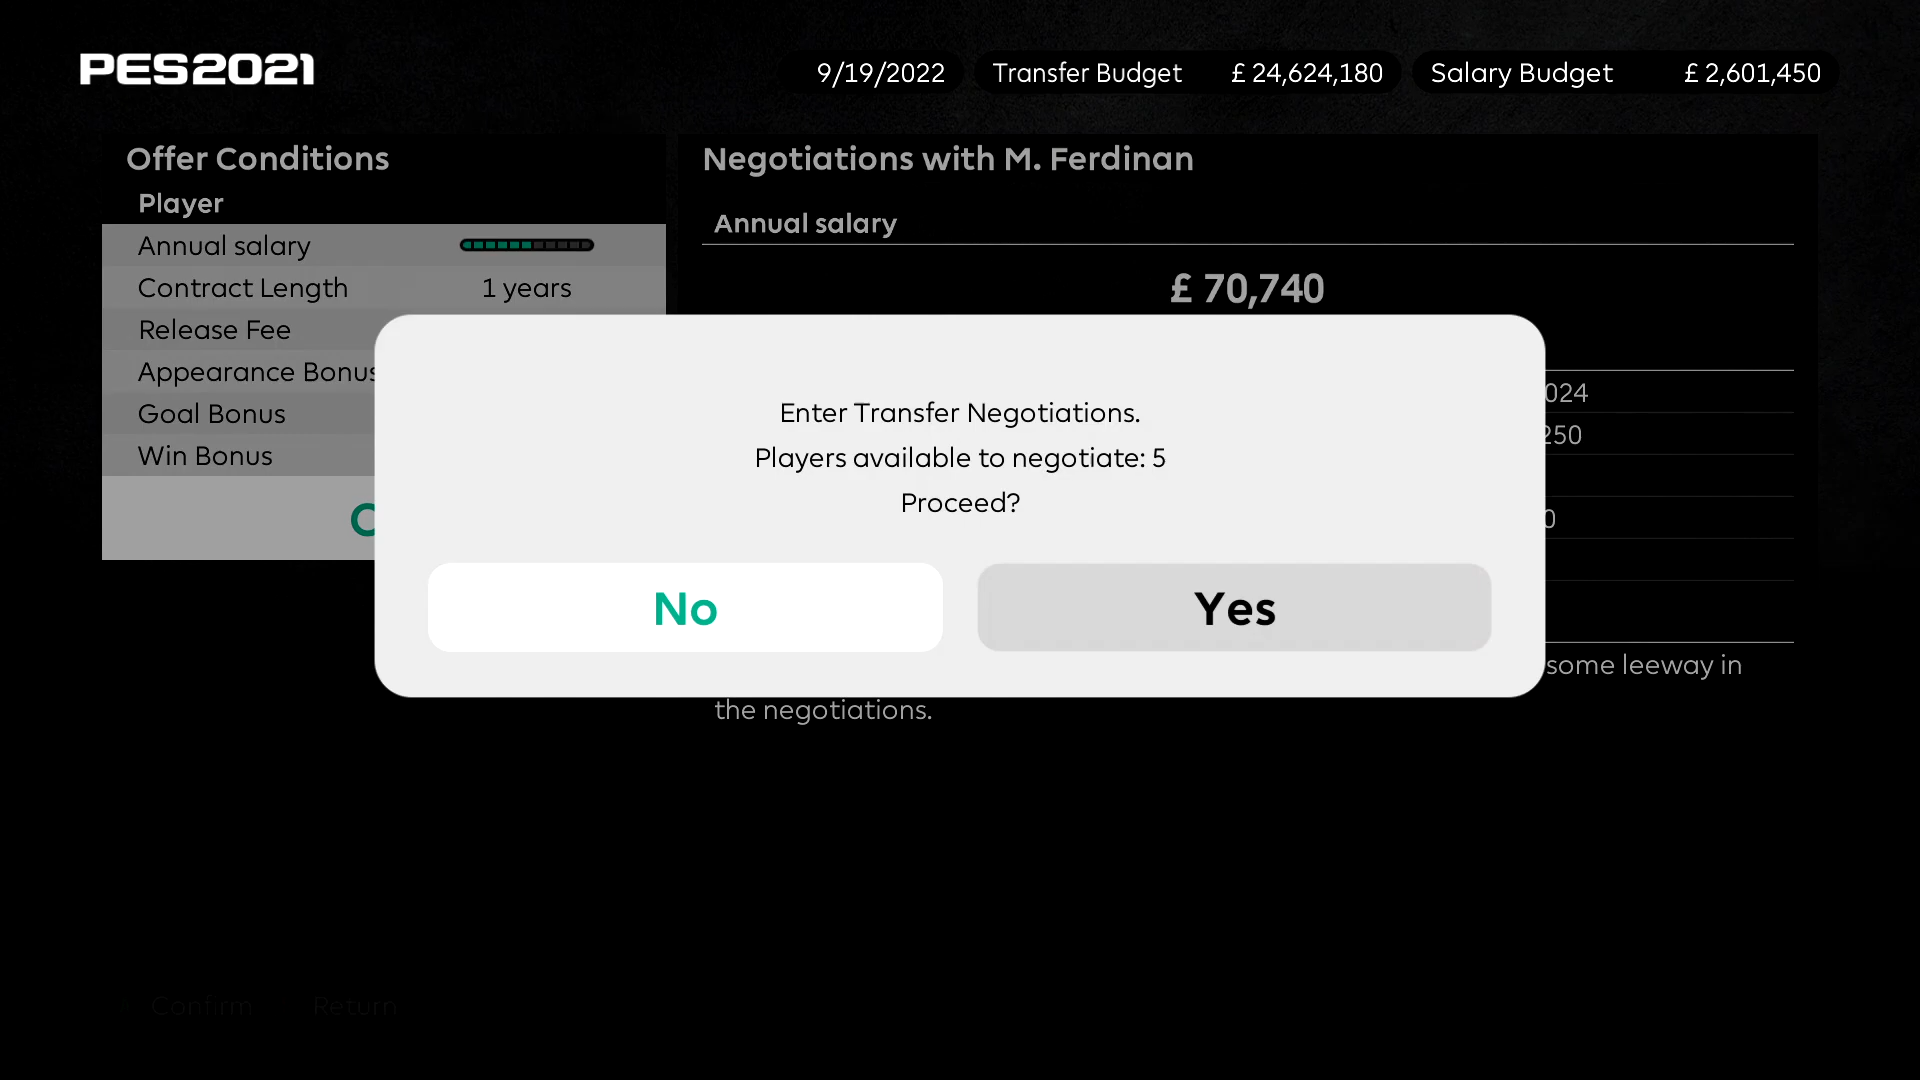 PES2021
9/19/2022
Transfer Budget £ 24,624,180
Salary Budget £ 2,601,450
Offer Conditions
Player
Annual salary
Contract Length 1 years
Release Fee
Appearance Bonus
Goal Bonus
Win Bonus
Negotiations with M. Ferdinan
Annual salary
£ 70,740
024
250
0
some leeway in
the negotiations.
Enter Transfer Negotiations.
Players available to negotiate: 5
Proceed?
No
Yes
Confirm
Return